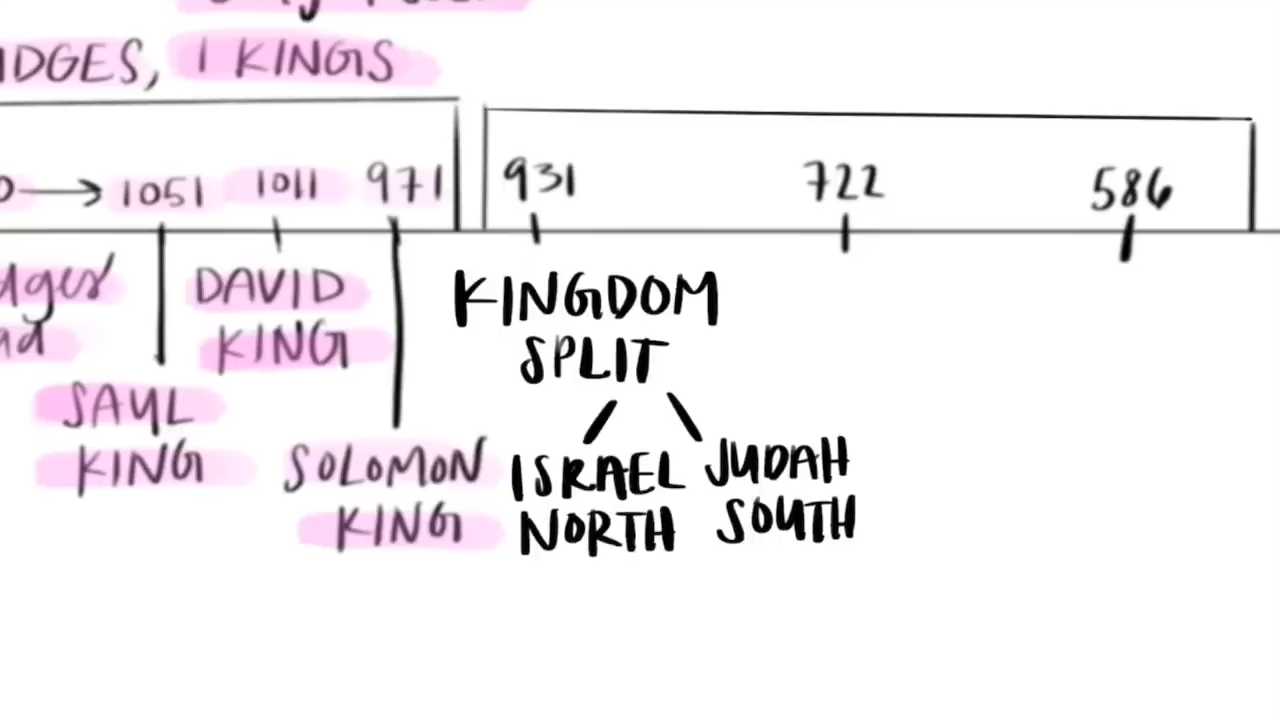 1 KINGS
1051 1011 971 931 722 586
DAVID
KING
SAUL
KING
SOLOMON
KING
KINGDOM
SPLIT
ISRAEL JUDAH
NORTH SOUTH